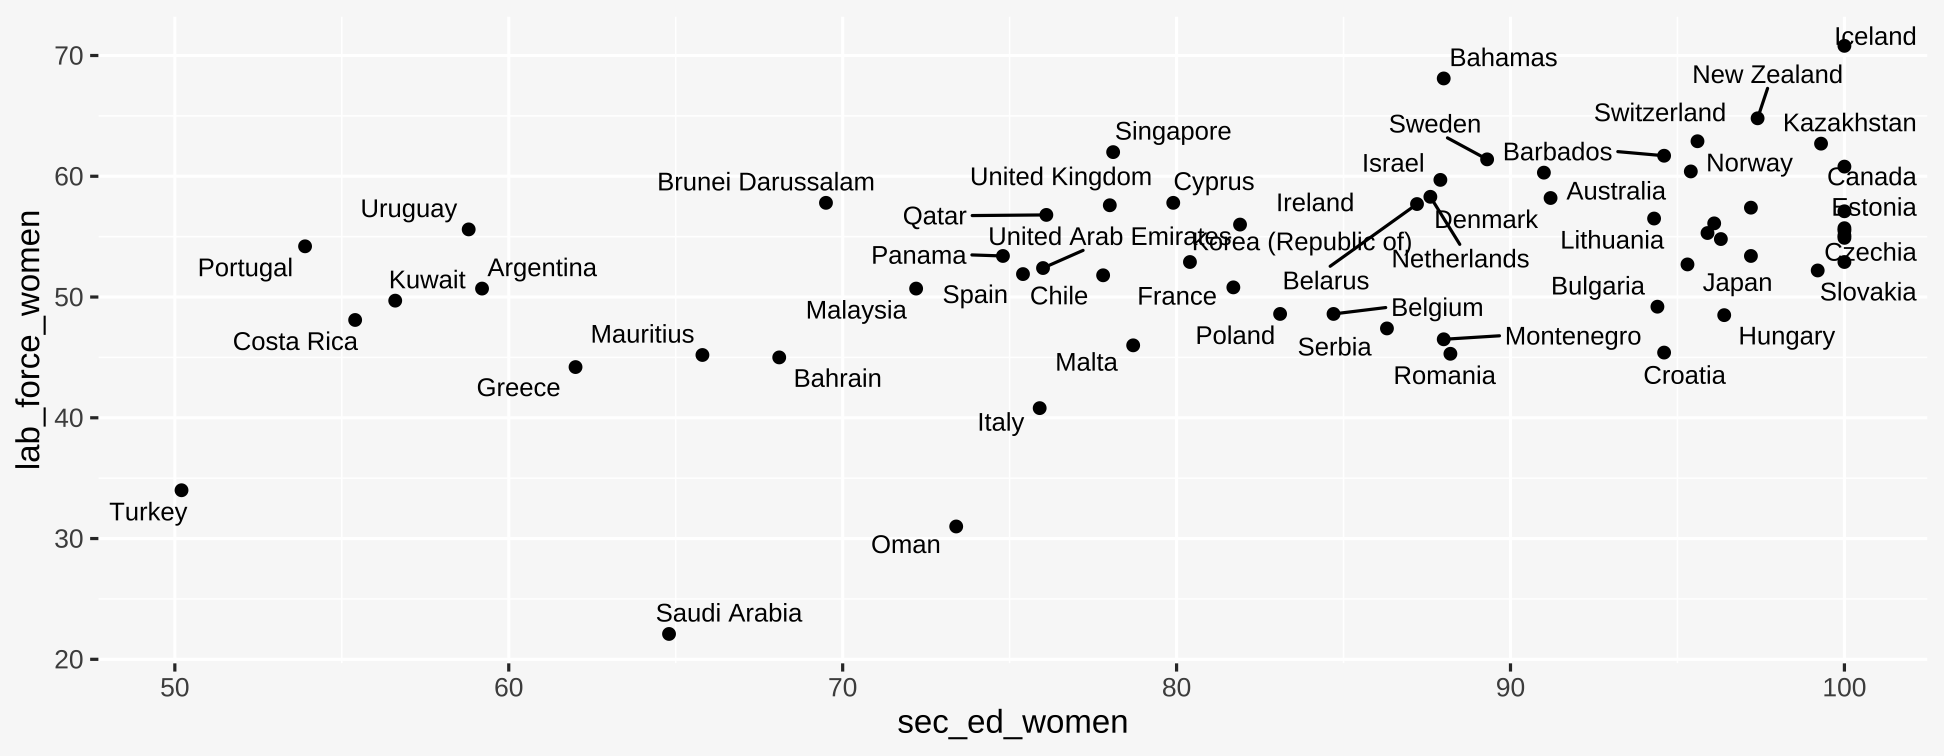 Iceland
70
Bahamas
New Zealand
Switzerland
Kazakhstan
Sweden
Singapore
Barbados
Israel
Norway
60
United Kingdom
Canada
Brunei Darussalam
Cyprus
Australia
Ireland
Estonia
Uruguay
Qatar
Denmark
United Arab Emirates
Korea (Republic of)
Lithuania
Panama
Czechia
Netherlands
Portugal
Argentina
Kuwait
Belarus
Japan
Bulgaria
Slovakia
50
Spain
Chile
France
Malaysia
Belgium
Mauritius
Poland
Montenegro
Hungary
Costa Rica
Serbia
Malta
Romania
Croatia
Bahrain
Greece
40
Italy
Turkey
30
Oman
Saudi Arabia
20
50 60 70 80 90 100
sec_ed_women
lab_force_women